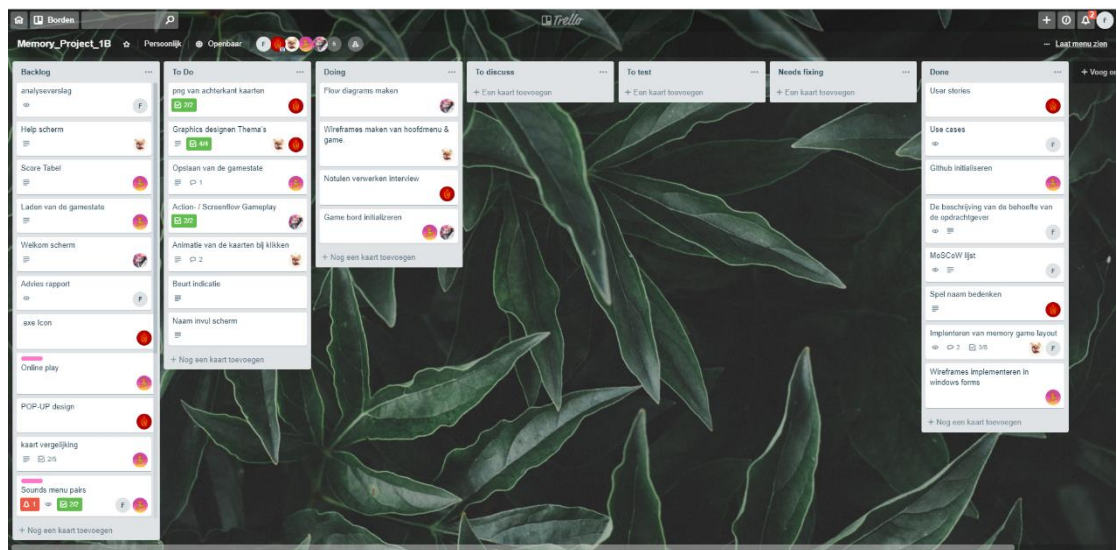 Borden
Trello
2
F
Memory_Project_1B
Persoonlijk
Openbaar
F
Laat menu zien
Backlog
analyseverslag
F
Help scherm
Score Tabel
Laden van de gamestate
Welkom scherm
Advies rapport
F
.exe Icon
Online play
POP-UP design
kaart vergelijking
2/5
Sounds menu pairs
1
2/2
F
+ Nog een kaart toevoegen
To Do
png van achterkant kaarten
2/2
Graphics designen Thema's
4/4
Opslaan van de gamestate
1
Action- / Screenflow Gameplay
2/2
Animatie van de kaarten bij klikken
2
Beurt indicatie
Naam invul scherm
+ Nog een kaart toevoegen
Doing
Flow diagrams maken
Wireframes maken van hoofdmenu &
game.
Notulen verwerken interview
Game bord initializeren
+ Nog een kaart toevoegen
To discuss
+ Een kaart toevoegen
To test
+ Een kaart toevoegen
Needs fixing
+ Een kaart toevoegen
Done
User stories
Use cases
F
Github initialiseren
De beschrijving van de behoefte van
de opdrachtgever
F
MoSCoW lijst
F
Spel naam bedenken
Implenteren van memory game layout
2
3/6
F
Wireframes implementeren in
windows forms
+ Nog een kaart toevoegen
+ Voeg